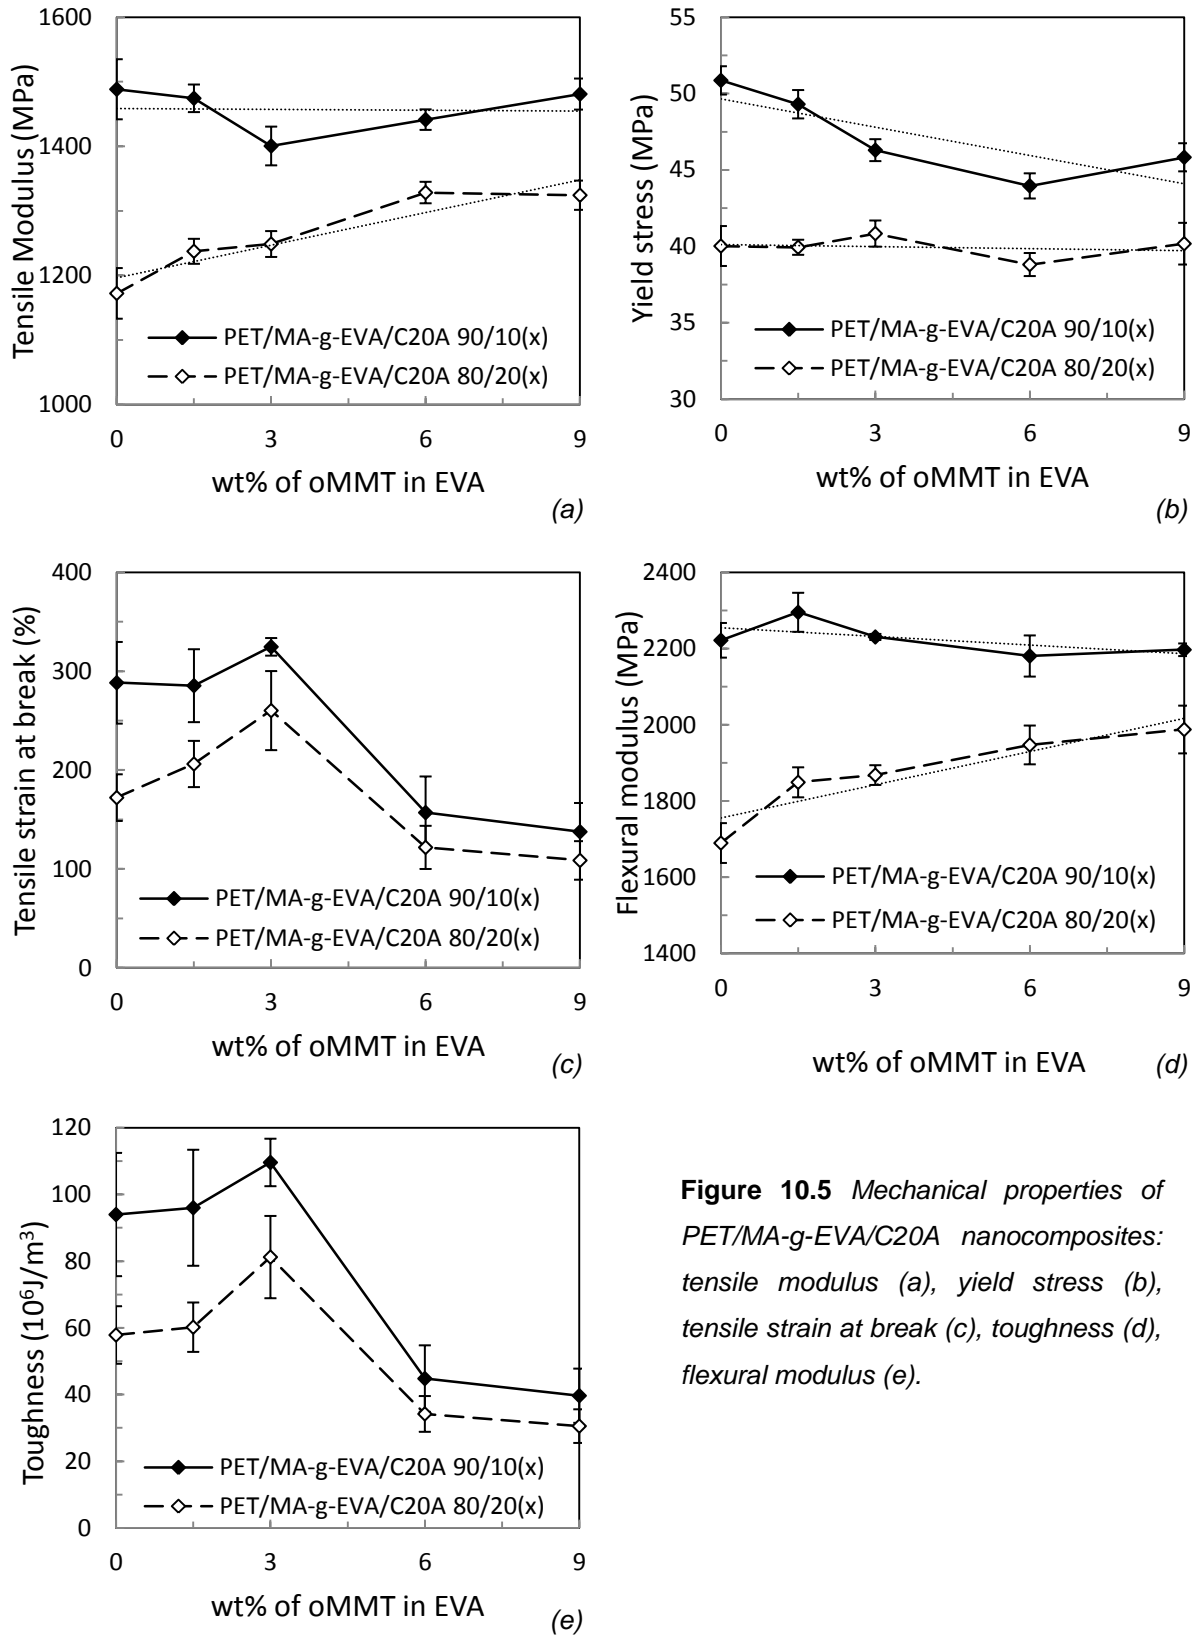 1600
1400
1200
1000
Tensile Modulus (MPa)
PET/MA-g-EVA/C20A 90/10(x)
PET/MA-g-EVA/C20A 80/20(x)
0 3 6 9
wt% of oMMT in EVA
(a)
55
50
45
40
35
30
Yield stress (MPa)
PET/MA-g-EVA/C20A 90/10(x)
PET/MA-g-EVA/C20A 80/20(x)
0 3 6 9
wt% of oMMT in EVA
(b)
400
300
200
100
0
Tensile strain at break (%)
PET/MA-g-EVA/C20A 90/10(x)
PET/MA-g-EVA/C20A 80/20(x)
0 3 6 9
wt% of oMMT in EVA
(c)
2400
2200
2000
1800
1600
1400
Flexural modulus (MPa)
PET/MA-g-EVA/C20A 90/10(x)
PET/MA-g-EVA/C20A 80/20(x)
0 3 6 9
wt% of oMMT in EVA
(d)
120
100
80
60
40
20
0
Toughness (10⁶J/m³)
PET/MA-g-EVA/C20A 90/10(x)
PET/MA-g-EVA/C20A 80/20(x)
0 3 6 9
wt% of oMMT in EVA
(e)
Figure 10.5 Mechanical properties of
PET/MA-g-EVA/C20A nanocomposites:
tensile modulus (a), yield stress (b),
tensile strain at break (c), toughness (d),
flexural modulus (e).